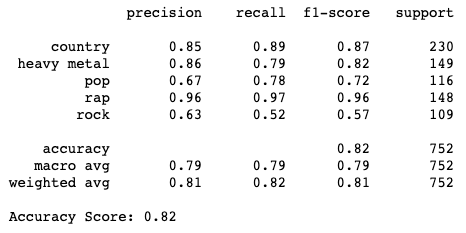 precision recall f1-score support
country 0.85 0.89 0.87 230
heavy metal 0.86 0.79 0.82 149
pop 0.67 0.78 0.72 116
rap 0.96 0.97 0.96 148
rock 0.63 0.52 0.57 109
accuracy 0.82 752
macro avg 0.79 0.79 0.79 752
weighted avg 0.81 0.82 0.81 752
Accuracy Score: 0.82